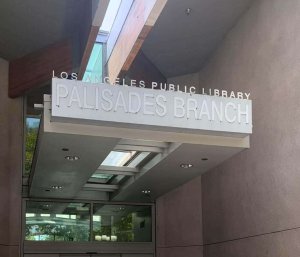 LOS ANGELES PUBLIC LIBRARY
PALISADES BRANCH